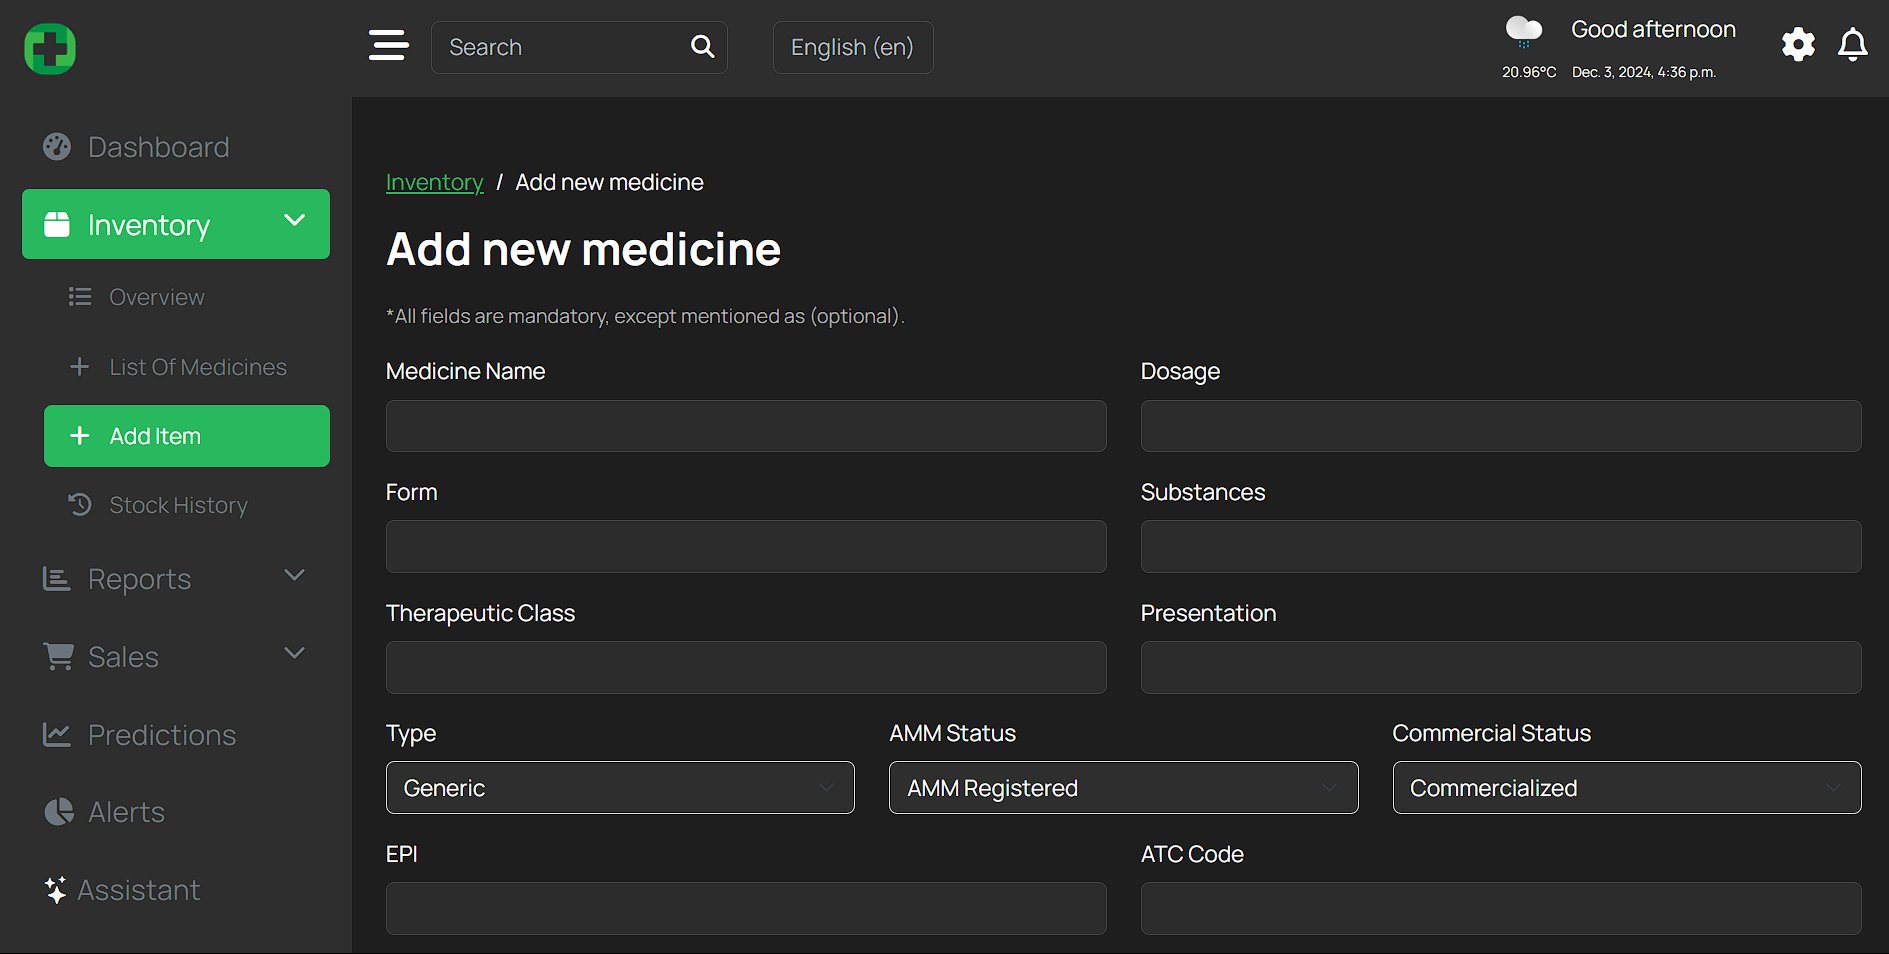 Search
English (en)
Good afternoon
20.96°C
Dec. 3, 2024, 4:36 p.m.
Dashboard
Inventory
Overview
List Of Medicines
Add Item
Stock History
Reports
Sales
Predictions
Alerts
Assistant
Inventory / Add new medicine
Add new medicine
*All fields are mandatory, except mentioned as (optional).
Medicine Name
Dosage
Form
Substances
Therapeutic Class
Presentation
Type
AMM Status
Commercial Status
Generic
AMM Registered
Commercialized
EPI
ATC Code